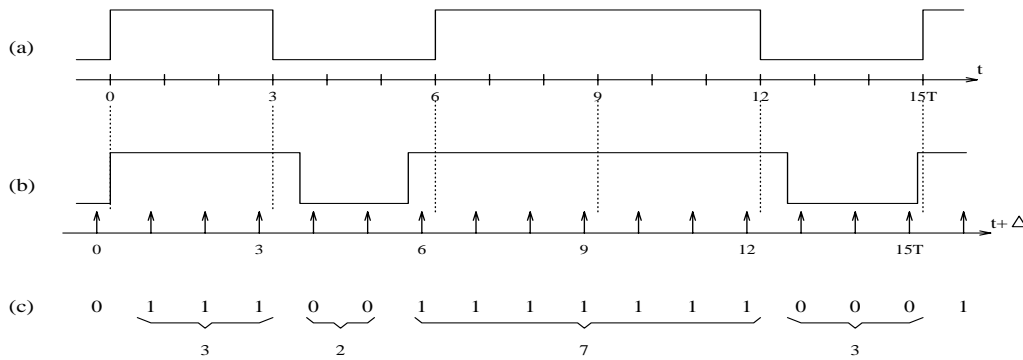 (a)
t
0 3 6 9 12 15T
(b)
t+ Δ
0 3 6 9 12 15T
(c) 0 1 1 1 0 0 1 1 1 1 1 1 1 0 0 0 1
3 2 7 3